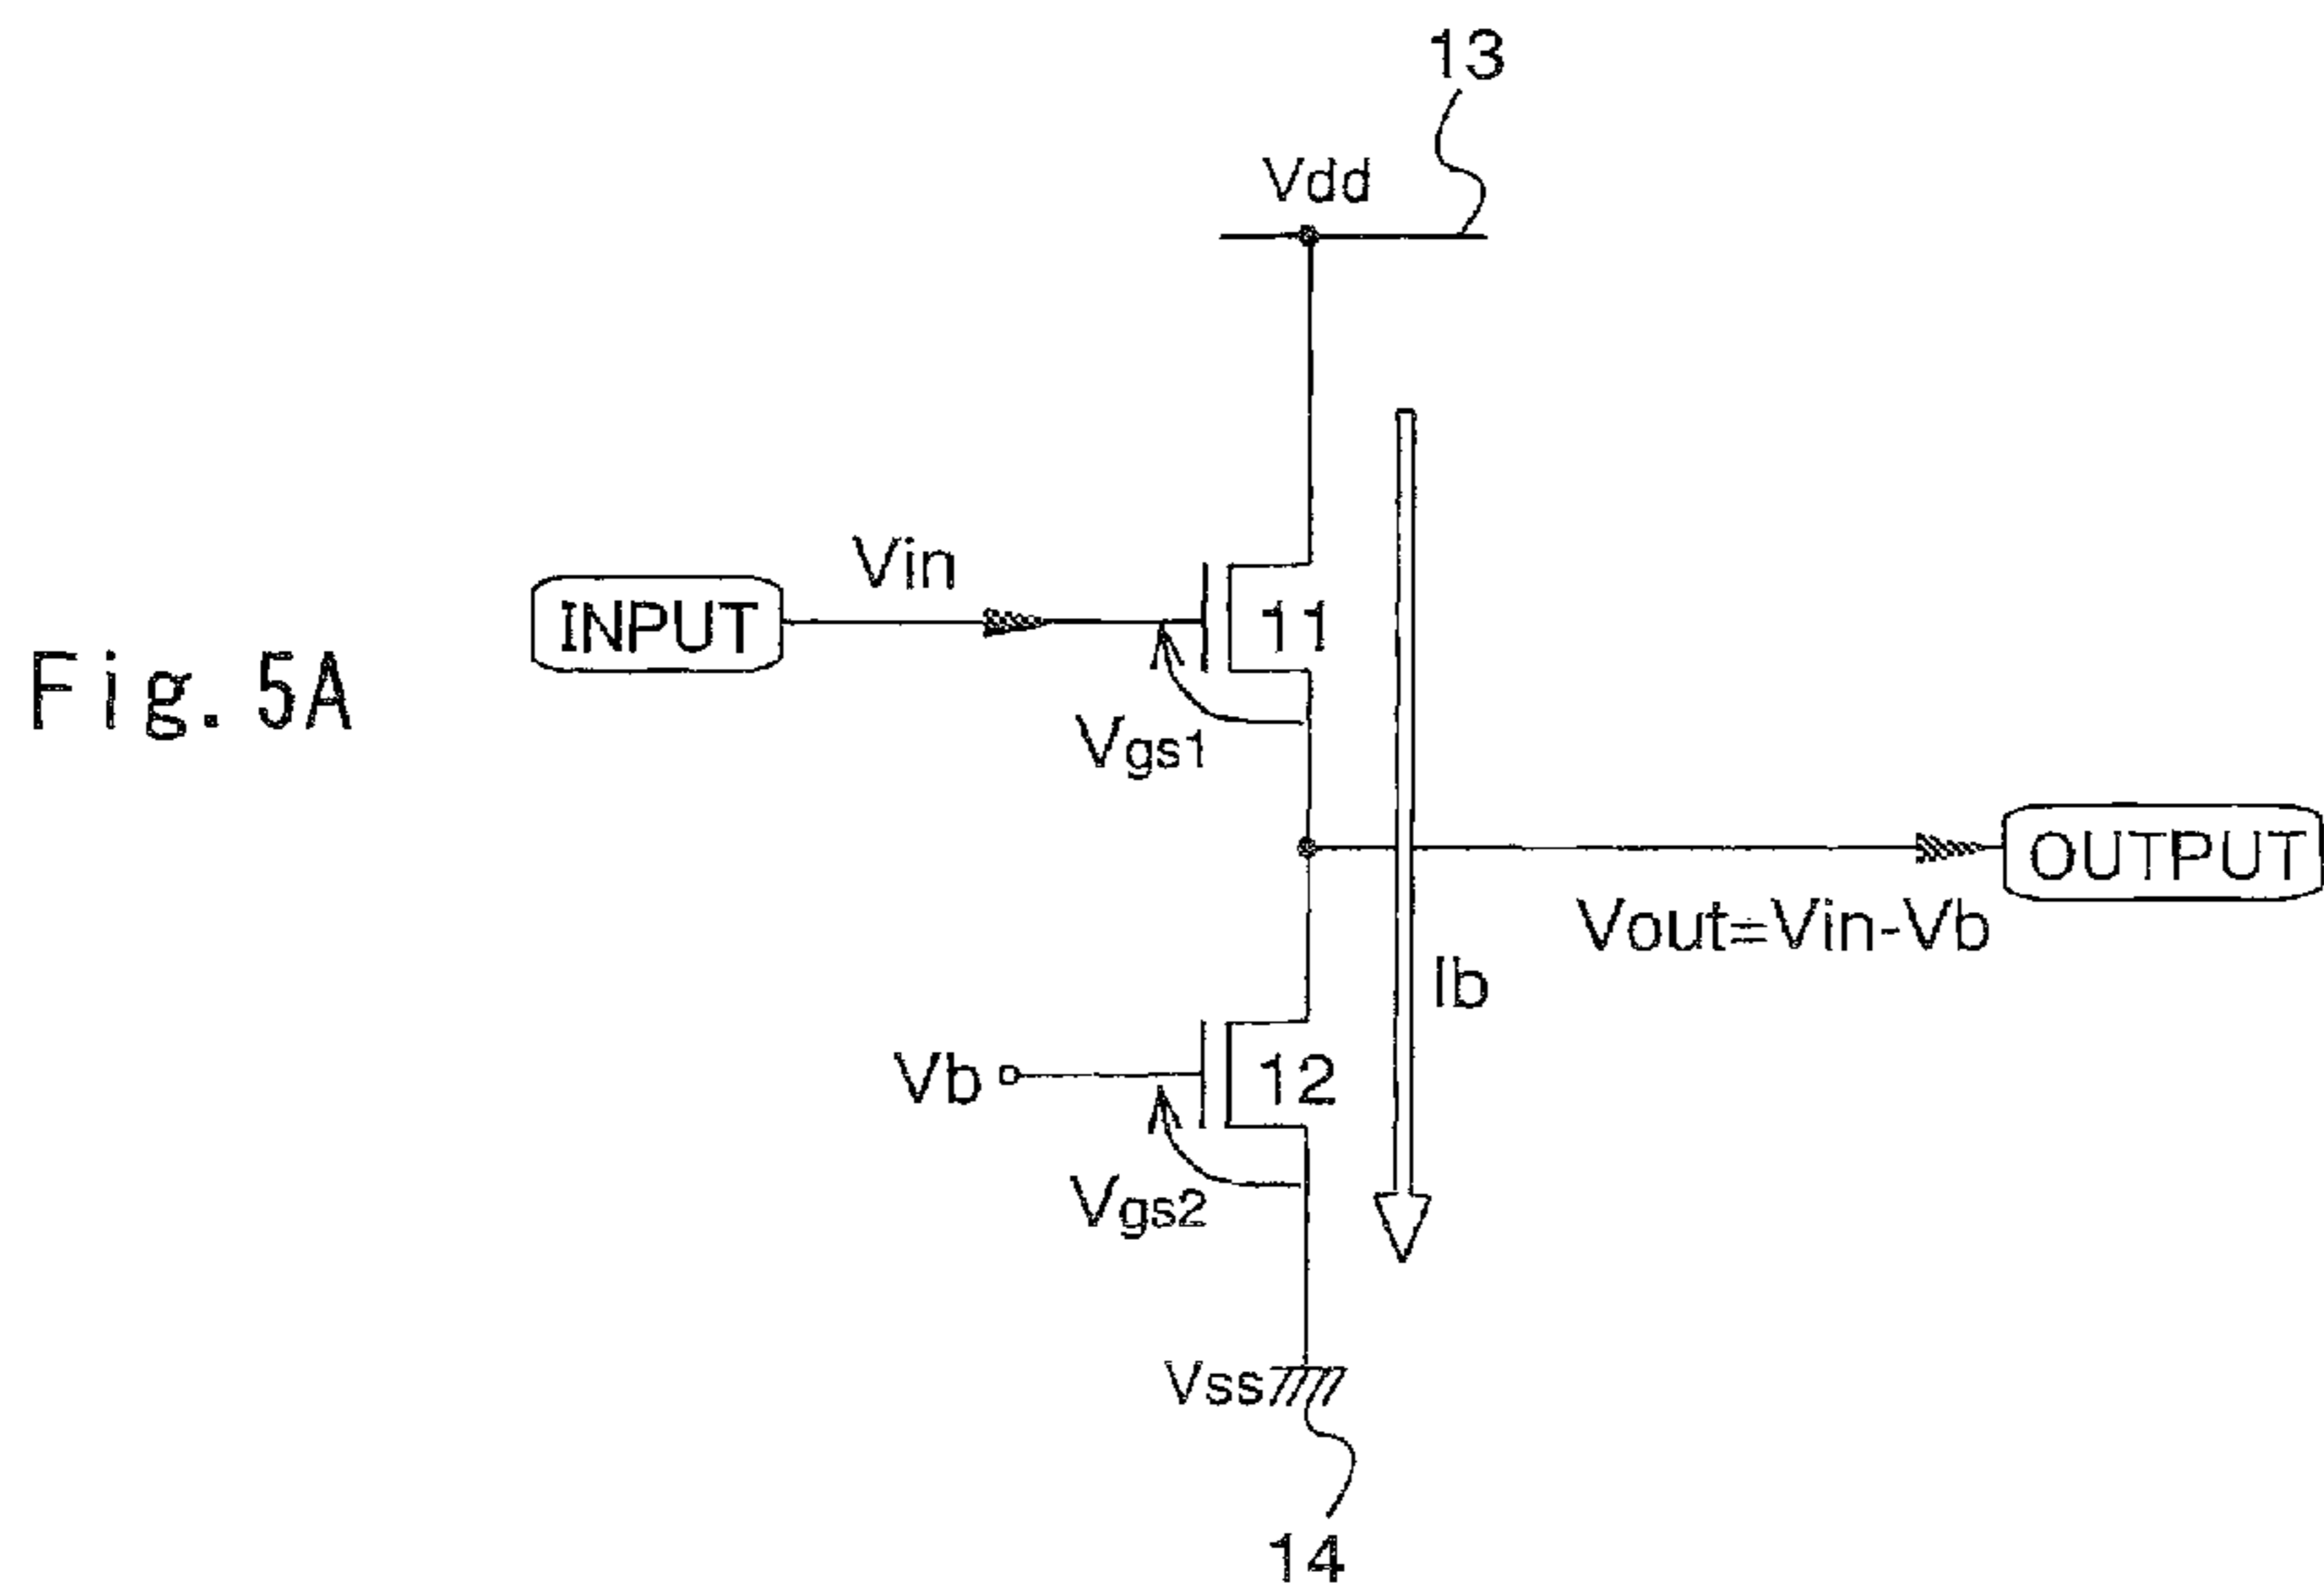 13
Vdd
Vin
INPUT
11
Fig. 5A
Vgs1
OUTPUT
Vout≒Vin-Vb
Ib
Vb
12
Vgs2
Vss
14